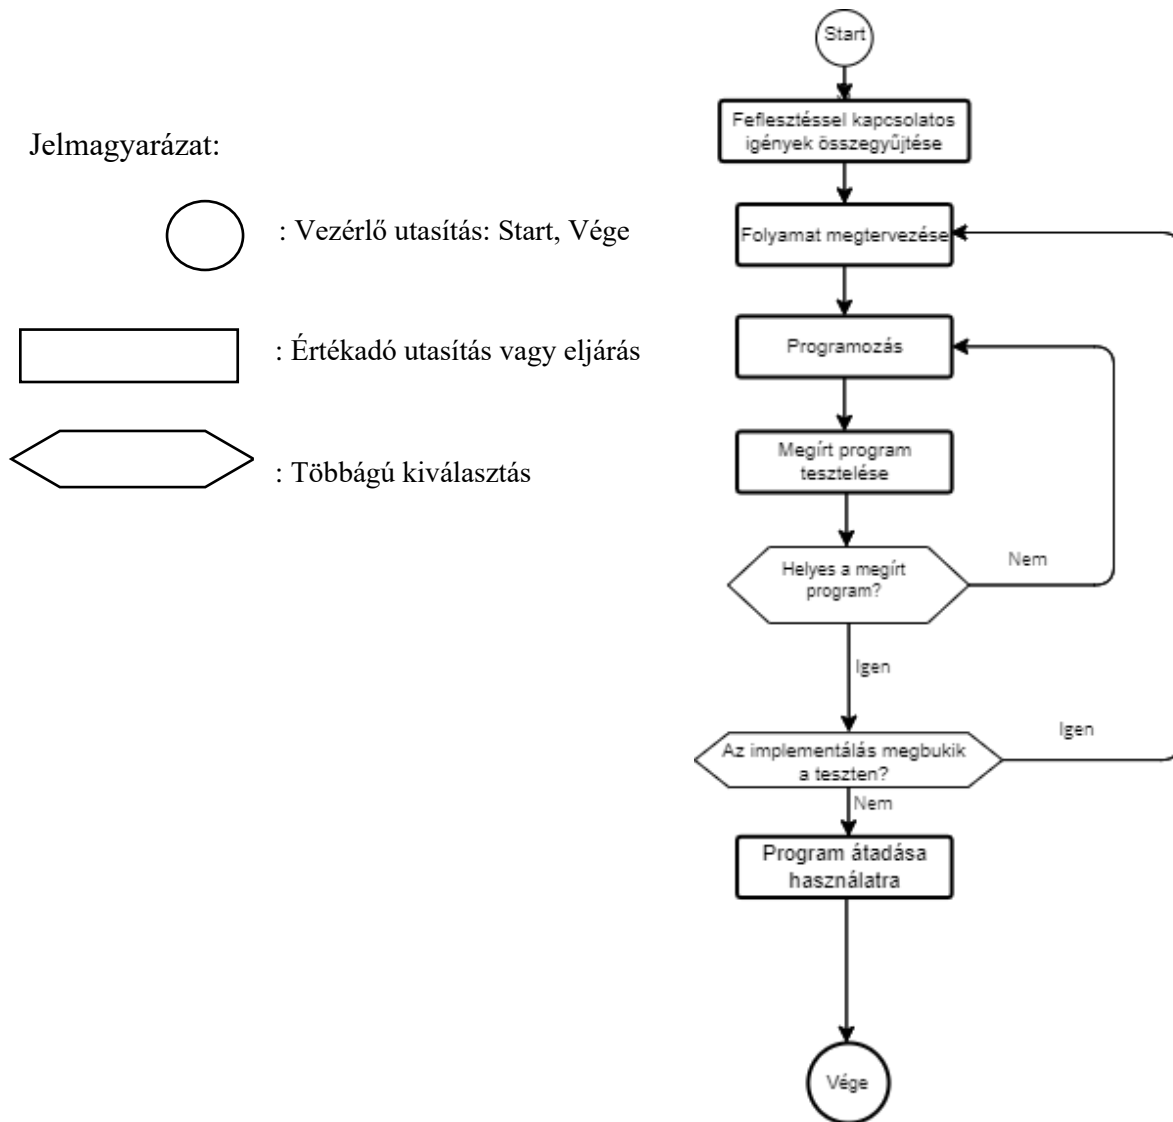 Jelmagyarázat:
: Vezérlő utasítás: Start, Vége
: Értékadó utasítás vagy eljárás
: Többágú kiválasztás
Start
Feflesztéssel kapcsolatos
igények összegyűjtése
Folyamat megtervezése
Programozás
Megírt program
tesztelése
Helyes a megírt
program?
Nem
Igen
Az implementálás megbukik
a teszten?
Igen
Nem
Program átadása
használatra
Vége